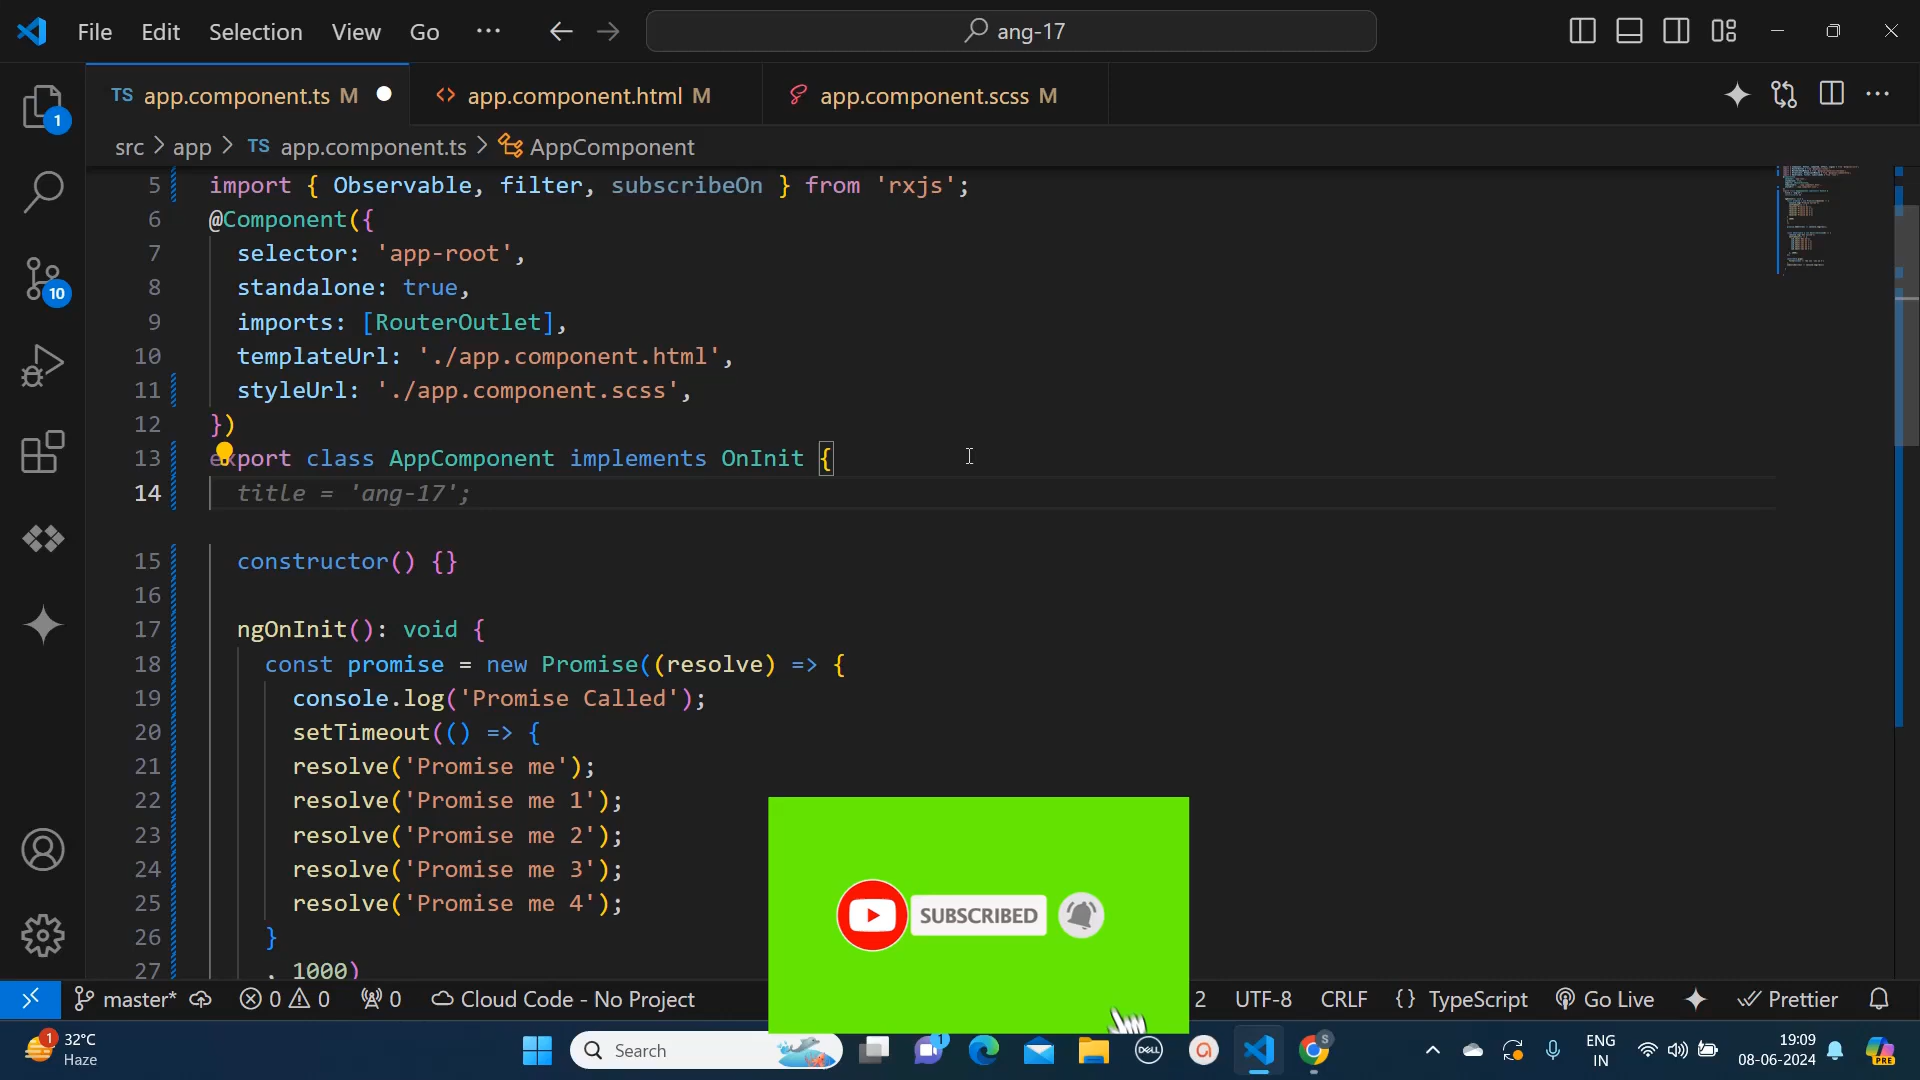 File Edit Selection View Go ··· ang-17
TS app.component.ts M app.component.html M app.component.scss M
src > app > TS app.component.ts > AppComponent
5 import { Observable, filter, subscribeOn } from 'rxjs';
6 @Component({
7 selector: 'app-root',
8 standalone: true,
9 imports: [RouterOutlet],
10 templateUrl: './app.component.html',
11 styleUrl: './app.component.scss',
12 })
13 export class AppComponent implements OnInit {
14 title = 'ang-17';
15 constructor() {}
16
17 ngOnInit(): void {
18 const promise = new Promise((resolve) => {
19 console.log('Promise Called');
20 setTimeout(() => {
21 resolve('Promise me');
22 resolve('Promise me 1');
23 resolve('Promise me 2');
24 resolve('Promise me 3');
25 resolve('Promise me 4');
26 }
27 , 1000)
1
10
SUBSCRIBED
master* 0 0 0 Cloud Code - No Project 2 UTF-8 CRLF {} TypeScript Go Live Prettier
1 32°C
Haze
Search
1
DELL
S
ENG
IN
19:09
08-06-2024
PRE